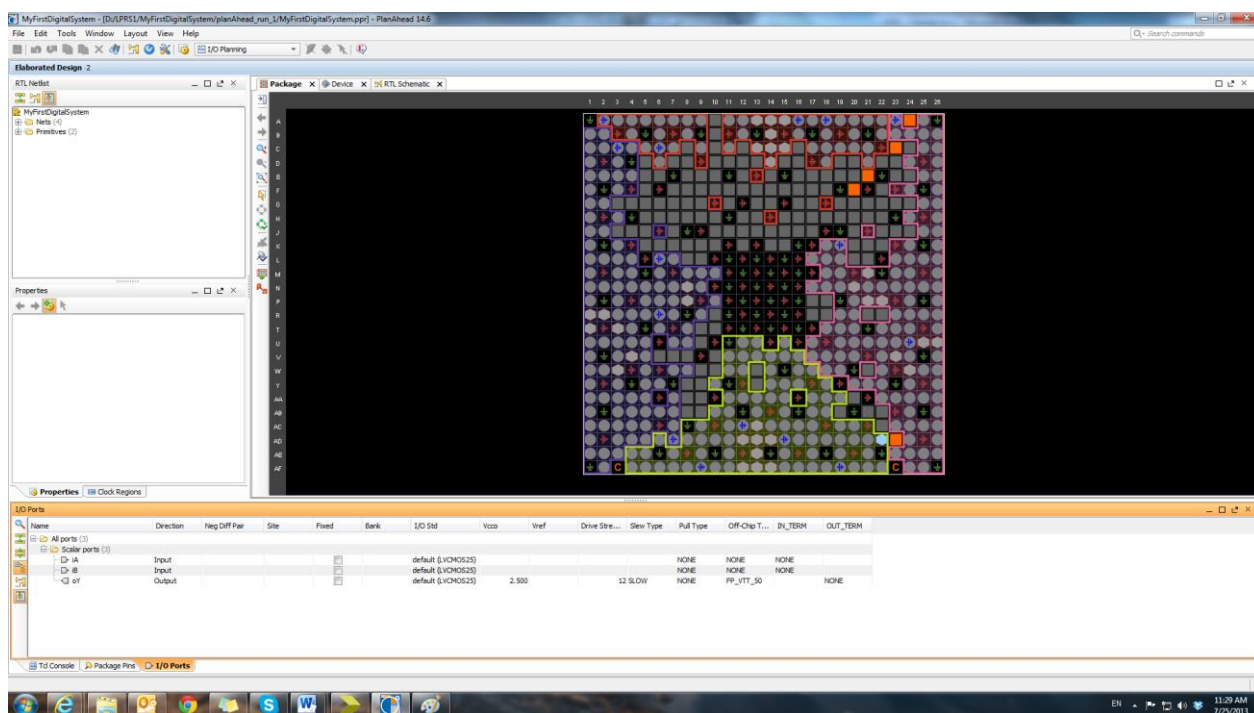 MyFirstDigitalSystem - [D:/LPRS1/MyFirstDigitalSystem/planAhead_run_1/MyFirstDigitalSystem.ppr] - PlanAhead 14.6
File Edit Tools Window Layout View Help
Search commands
I/O Planning
Elaborated Design 2
RTL Netlist
Package Device RTL Schematic
MyFirstDigitalSystem
Nets (4)
Primitives (2)
1 2 3 4 5 6 7 8 9 10 11 12 13 14 15 16 17 18 19 20 21 22 23 24 25 26
A
B
C
D
E
F
G
H
J
K
L
M
N
P
R
T
U
V
W
Y
AA
AB
AC
AD
AE
AF
C C
Properties
Properties Clock Regions
I/O Ports
Name Direction Neg Diff Pair Site Fixed Bank I/O Std Vcco Vref Drive Stre... Slew Type Pull Type Off-Chip T... IN_TERM OUT_TERM
All ports (3)
Scalar ports (3)
iA Input default (LVCMOS25) NONE NONE NONE
iB Input default (LVCMOS25) NONE NONE NONE
oY Output default (LVCMOS25) 2.500 12 SLOW NONE FP_VTT_50 NONE
Tcl Console Package Pins I/O Ports
EN 11:29 AM
7/25/2013